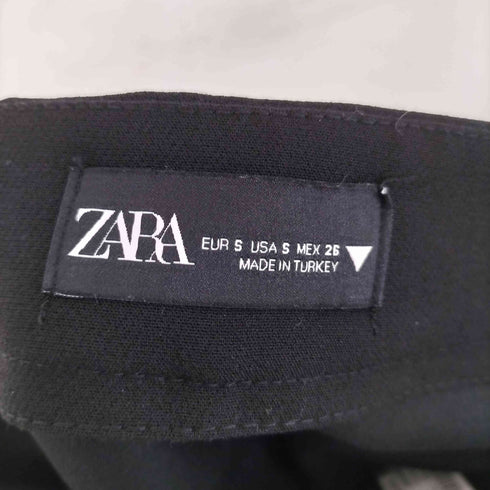 ZARA
EUR S USA S MEX 26
MADE IN TURKEY